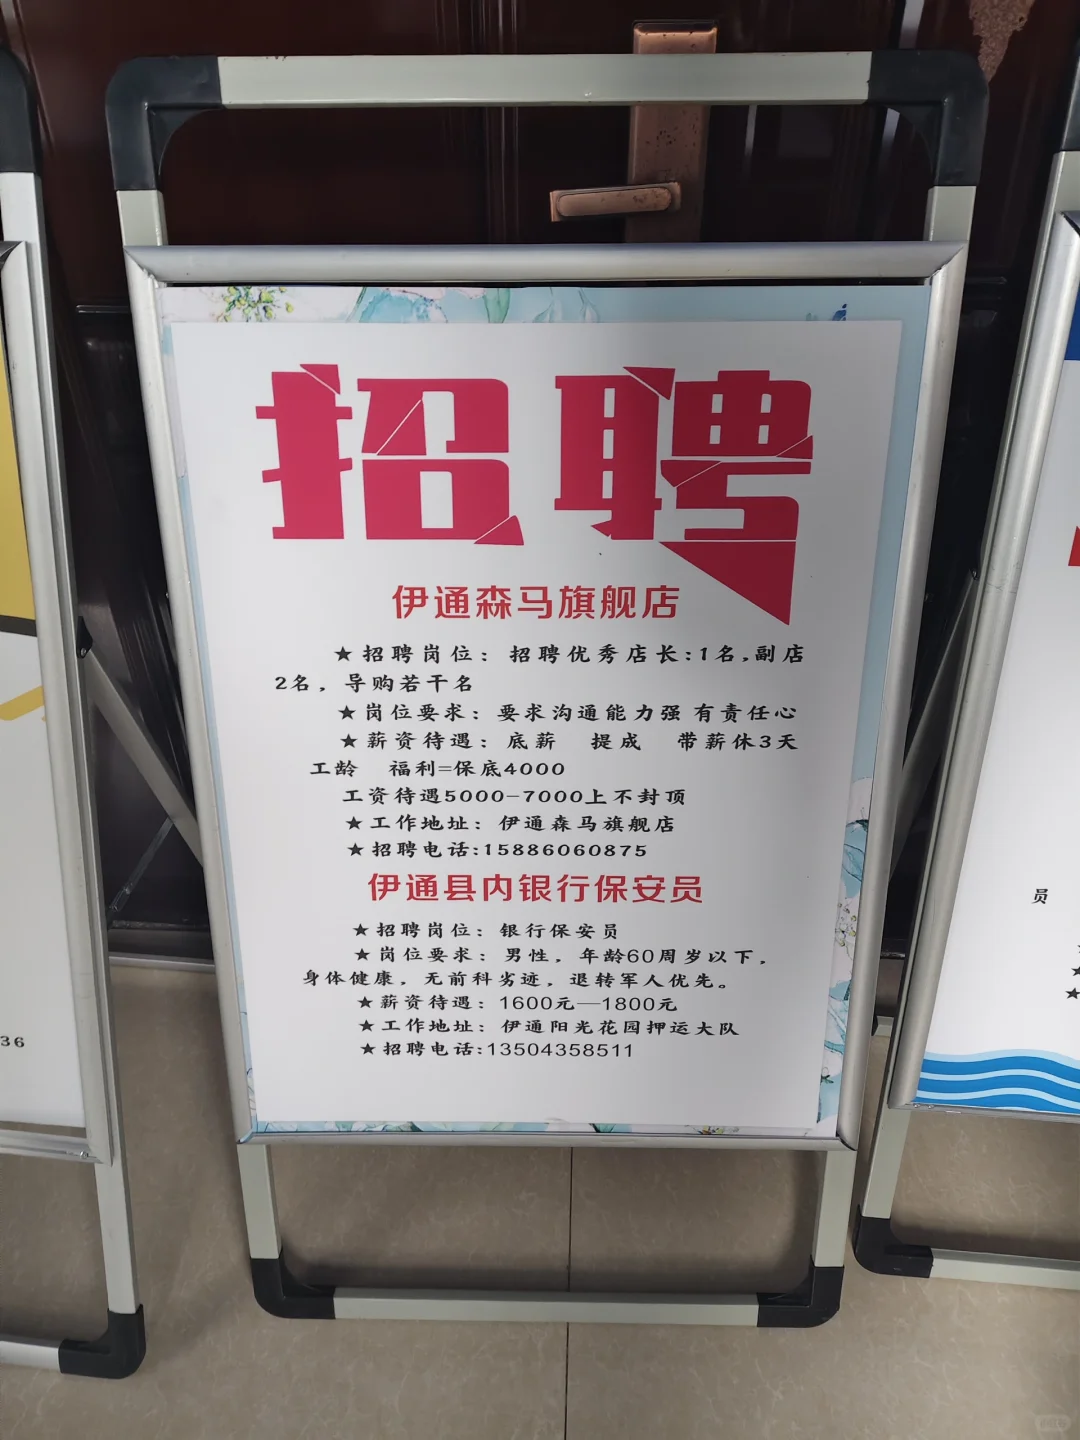 招聘
伊通森马旗舰店
★招聘岗位：招聘优秀店长:1名,副店
2名，导购若干名
★岗位要求：要求沟通能力强 有责任心
★薪资待遇：底薪 提成 带薪休3天
工龄 福利=保底4000
工资待遇5000-7000上不封顶
★工作地址：伊通森马旗舰店
★招聘电话:15886060875
伊通县内银行保安员
★招聘岗位：银行保安员
★岗位要求：男性，年龄60周岁以下，
身体健康，无前科劣迹，退转军人优先。
★薪资待遇：1600元—1800元
★工作地址：伊通阳光花园押运大队
★招聘电话:13504358511
36
员
★
★
★